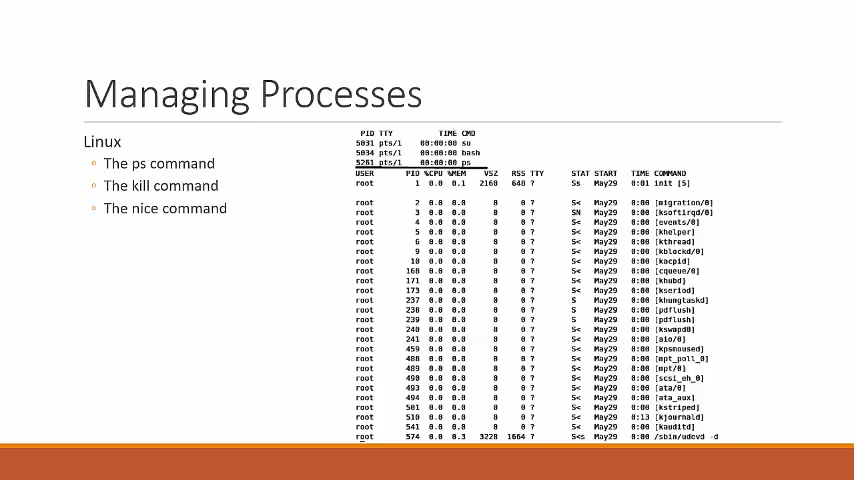 Managing Processes
Linux
◦ The ps command
◦ The kill command
◦ The nice command
PID TTY TIME CMD
5031 pts/1 00:00:00 su
5034 pts/1 00:00:00 bash
5261 pts/1 00:00:00 ps
USER PID %CPU %MEM VSZ RSS TTY STAT START TIME COMMAND
root 1 0.0 0.1 2160 648 ? Ss May29 0:01 init [5]
root 2 0.0 0.0 0 0 ? S< May29 0:00 [migration/0]
root 3 0.0 0.0 0 0 ? SN May29 0:00 [ksoftirqd/0]
root 4 0.0 0.0 0 0 ? S< May29 0:00 [events/0]
root 5 0.0 0.0 0 0 ? S< May29 0:00 [khelper]
root 6 0.0 0.0 0 0 ? S< May29 0:00 [kthread]
root 9 0.0 0.0 0 0 ? S< May29 0:00 [kblockd/0]
root 10 0.0 0.0 0 0 ? S< May29 0:00 [kacpid]
root 168 0.0 0.0 0 0 ? S< May29 0:00 [cqueue/0]
root 171 0.0 0.0 0 0 ? S< May29 0:00 [khubd]
root 173 0.0 0.0 0 0 ? S< May29 0:00 [kseriod]
root 237 0.0 0.0 0 0 ? S May29 0:00 [khungtaskd]
root 238 0.0 0.0 0 0 ? S May29 0:00 [pdflush]
root 239 0.0 0.0 0 0 ? S May29 0:00 [pdflush]
root 240 0.0 0.0 0 0 ? S< May29 0:00 [kswapd0]
root 241 0.0 0.0 0 0 ? S< May29 0:00 [aio/0]
root 459 0.0 0.0 0 0 ? S< May29 0:00 [kpsmoused]
root 488 0.0 0.0 0 0 ? S< May29 0:00 [mpt_poll_0]
root 489 0.0 0.0 0 0 ? S< May29 0:00 [mpt/0]
root 490 0.0 0.0 0 0 ? S< May29 0:00 [scsi_eh_0]
root 493 0.0 0.0 0 0 ? S< May29 0:00 [ata/0]
root 494 0.0 0.0 0 0 ? S< May29 0:00 [ata_aux]
root 501 0.0 0.0 0 0 ? S< May29 0:00 [kstriped]
root 510 0.0 0.0 0 0 ? S< May29 0:13 [kjournald]
root 541 0.0 0.0 0 0 ? S< May29 0:00 [kauditd]
root 574 0.0 0.3 3228 1664 ? S<s May29 0:00 /sbin/udevd -d